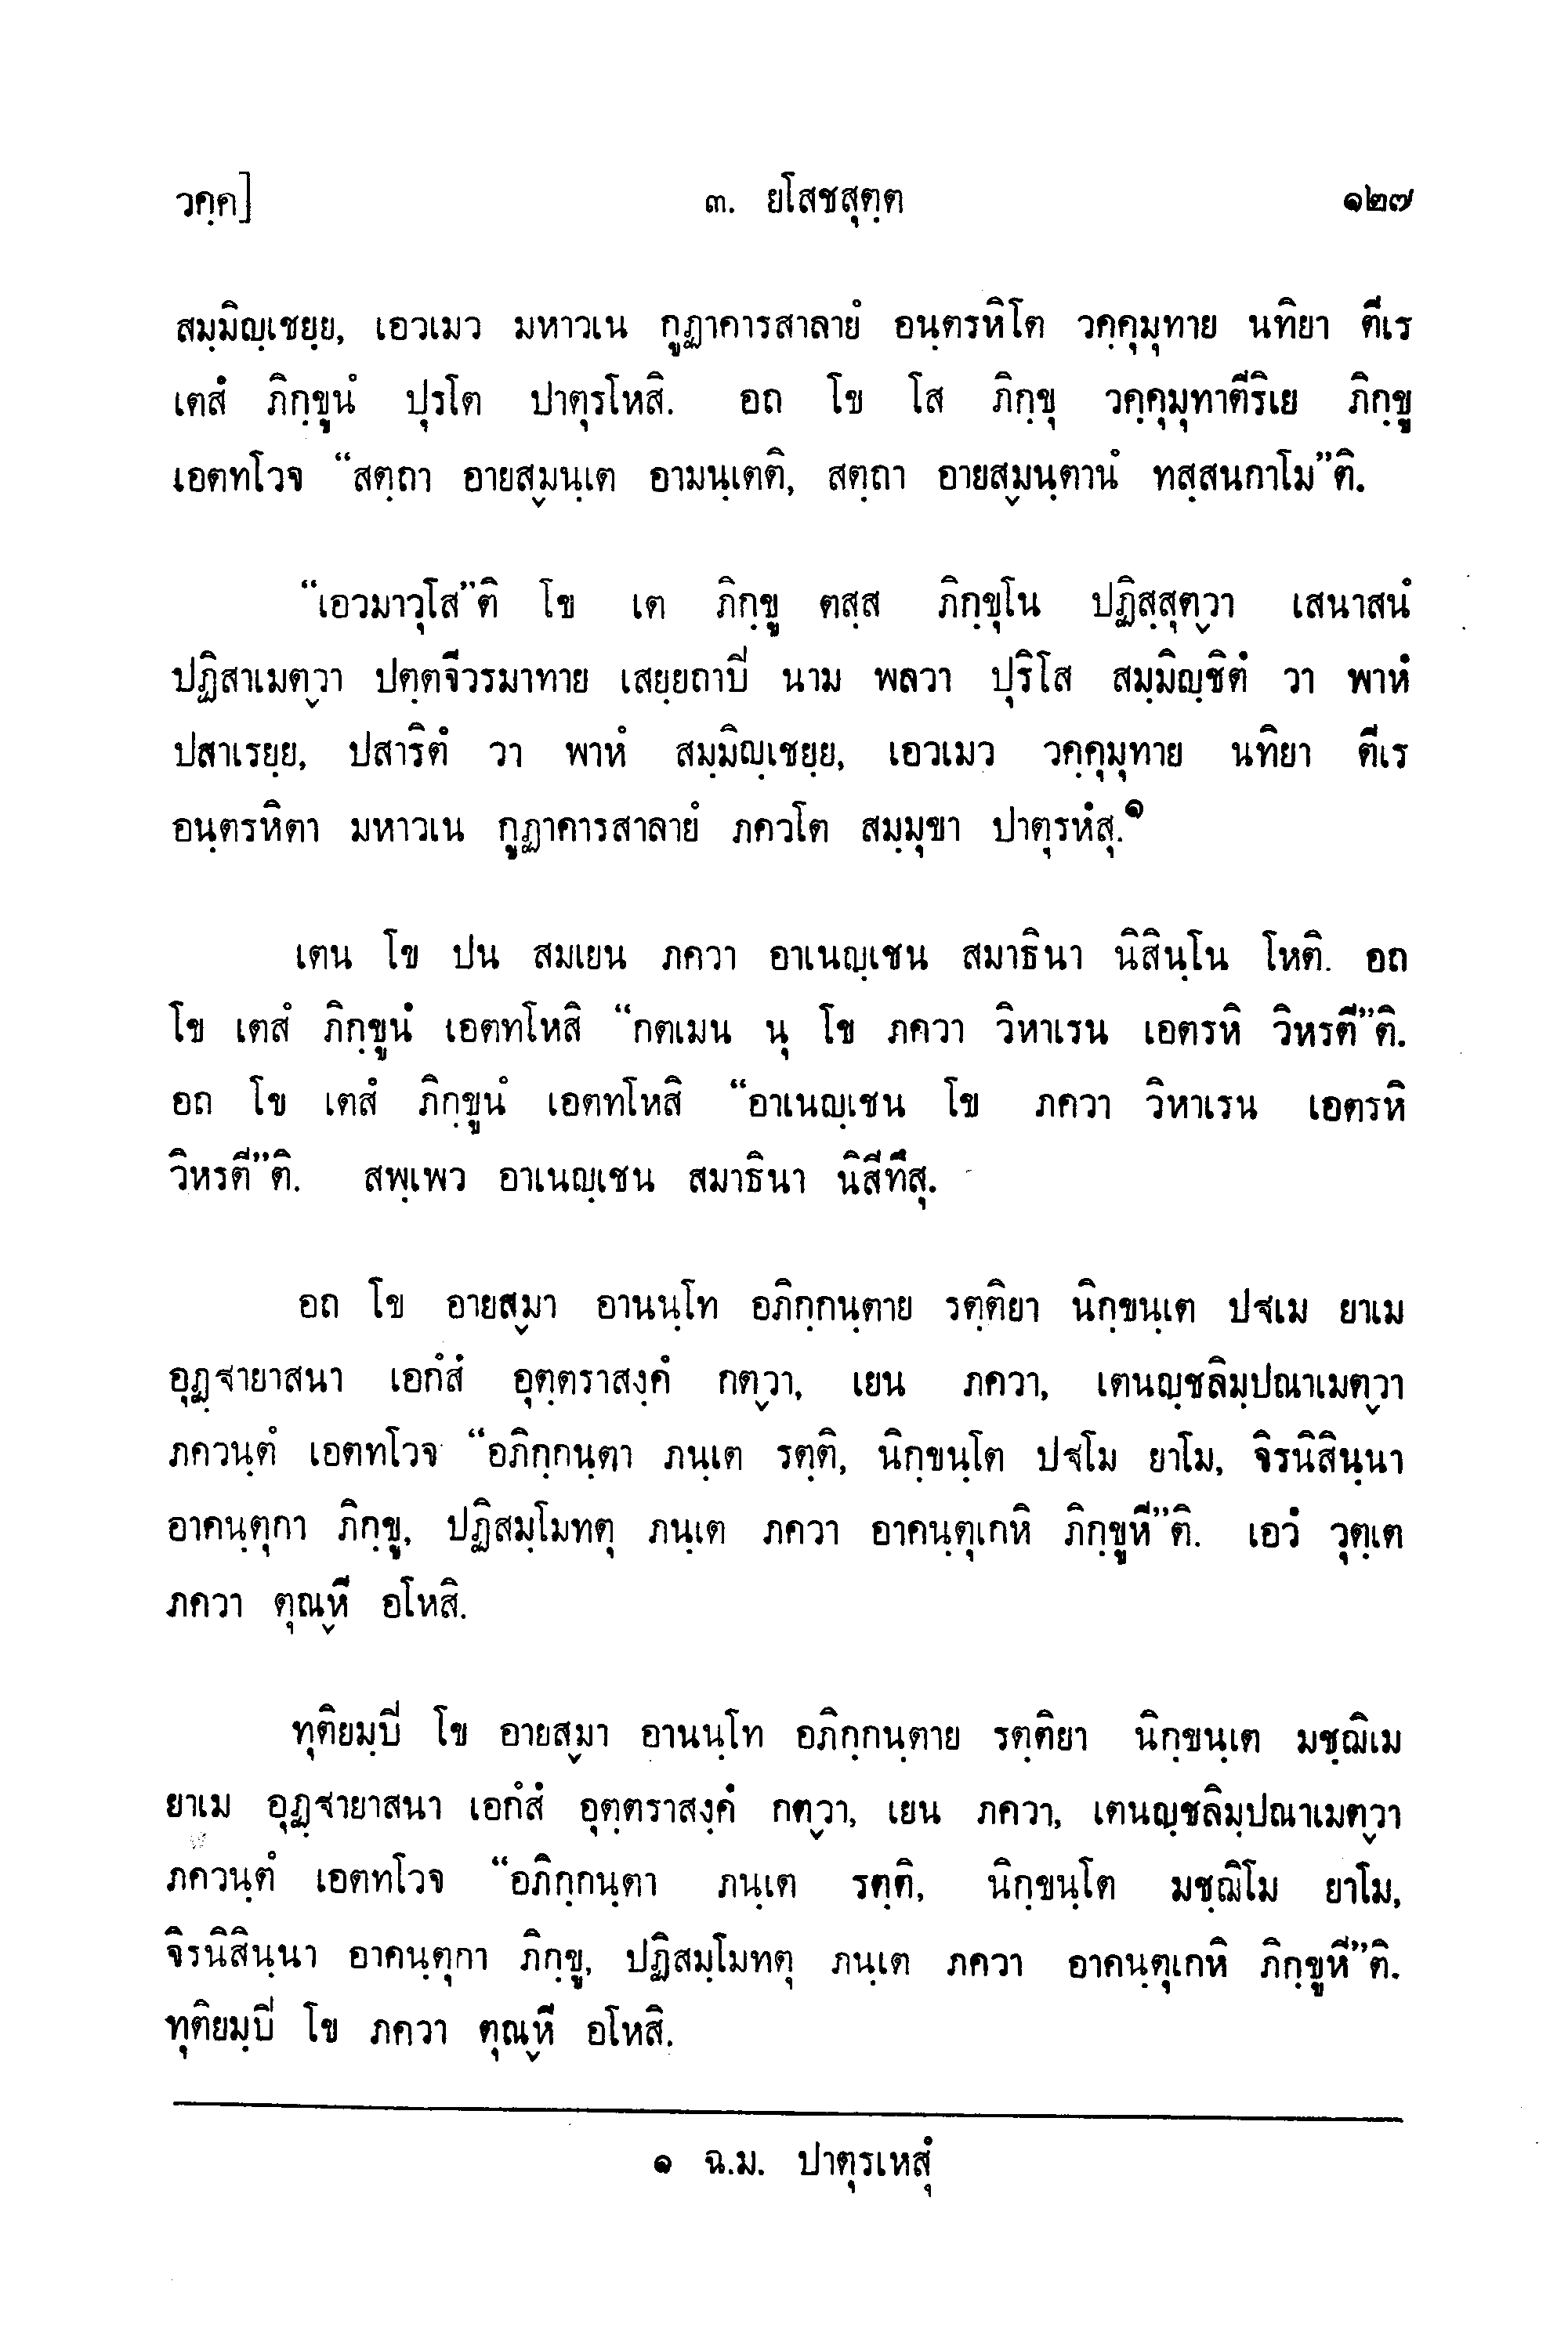 วคฺค] ๓. ยโสชสุตฺต ๑๒๗
สมฺมิญฺเชยฺย, เอวเมว มหาวเน กูฏาคารสาลายํ อนฺตรหิโต วคฺคุมุทาย นทิยา ตีเร
เตสํ ภิกฺขูนํ ปุรโต ปาตุรโหสิ. อถ โข โส ภิกฺขุ วคฺคุมุทาตีริเย ภิกฺขู
เอตทโวจ “สตฺถา อายสฺมนฺเต อามนฺเตติ, สตฺถา อายสฺมนฺตานํ ทสฺสนกาโม”ติ.
“เอวมาวุโส”ติ โข เต ภิกฺขู ตสฺส ภิกฺขุโน ปฏิสฺสุตฺวา เสนาสนํ
ปฏิสาเมตฺวา ปตฺตจีวรมาทาย เสยฺยถาปิ นาม พลวา ปุริโส สมฺมิญฺชิตํ วา พาหํ
ปสาเรยฺย, ปสาริตํ วา พาหํ สมฺมิญฺเชยฺย, เอวเมว วคฺคุมุทาย นทิยา ตีเร
อนฺตรหิตา มหาวเน กูฏาคารสาลายํ ภควโต สมฺมุขา ปาตุรหํสุ.๑
เตน โข ปน สมเยน ภควา อาเนญฺเชน สมาธินา นิสินฺโน โหติ. อถ
โข เตสํ ภิกฺขูนํ เอตทโหสิ “กตเมน นุ โข ภควา วิหาเรน เอตรหิ วิหรตี”ติ.
อถ โข เตสํ ภิกฺขูนํ เอตทโหสิ “อาเนญฺเชน โข ภควา วิหาเรน เอตรหิ
วิหรตี”ติ. สพฺเพว อาเนญฺเชน สมาธินา นิสีทึสุ.
อถ โข อายสฺมา อานนฺโท อภิกฺกนฺตาย รตฺติยา นิกฺขนฺเต ปฐเม ยาเม
อุฏฺฐายาสนา เอกํสํ อุตฺตราสงฺคํ กตฺวา, เยน ภควา, เตนญฺชลิมฺปณาเมตฺวา
ภควนฺตํ เอตทโวจ “อภิกฺกนฺตา ภนฺเต รตฺติ, นิกฺขนฺโต ปฐโม ยาโม, จิรนิสินฺนา
อาคนฺตุกา ภิกฺขู, ปฏิสมฺโมทตุ ภนฺเต ภควา อาคนฺตุเกหิ ภิกฺขูหี”ติ. เอวํ วุตฺเต
ภควา ตุณฺหี อโหสิ.
ทุติยมฺปิ โข อายสฺมา อานนฺโท อภิกฺกนฺตาย รตฺติยา นิกฺขนฺเต มชฺฌิเม
ยาเม อุฏฺฐายาสนา เอกํสํ อุตฺตราสงฺคํ กตฺวา, เยน ภควา, เตนญฺชลิมฺปณาเมตฺวา
ภควนฺตํ เอตทโวจ “อภิกฺกนฺตา ภนฺเต รตฺติ, นิกฺขนฺโต มชฺฌิโม ยาโม,
จิรนิสินฺนา อาคนฺตุกา ภิกฺขู, ปฏิสมฺโมทตุ ภนฺเต ภควา อาคนฺตุเกหิ ภิกฺขูหี”ติ.
ทุติยมฺปิ โข ภควา ตุณฺหี อโหสิ.
๑ ฉ.ม. ปาตุรเหสุํ